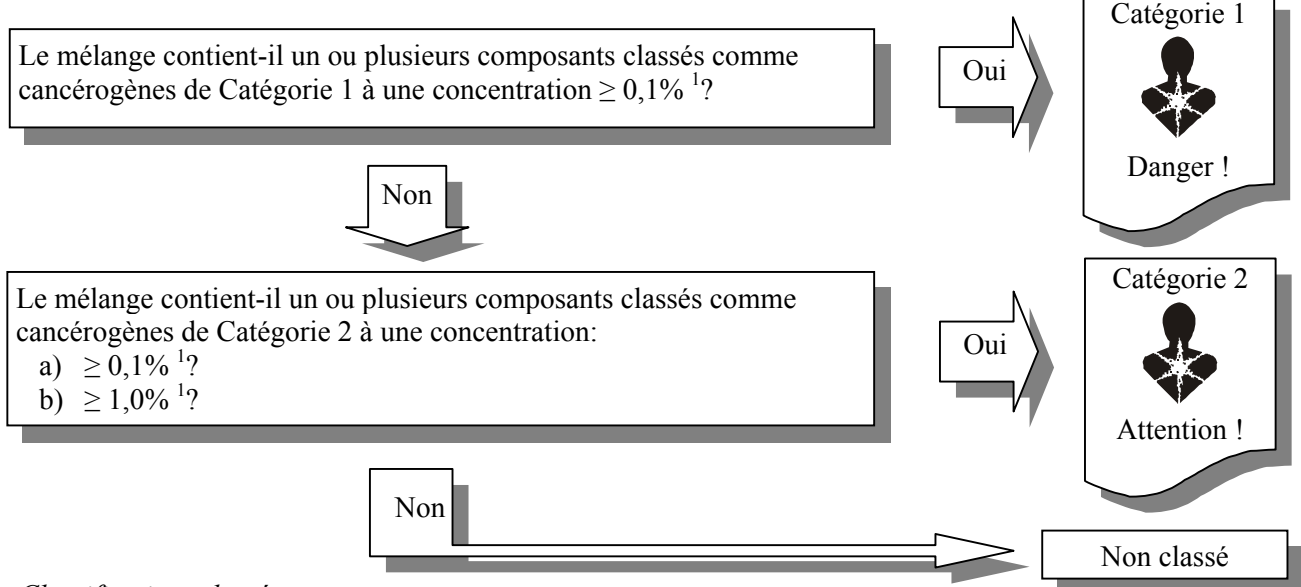 Catégorie 1
Le mélange contient-il un ou plusieurs composants classés comme
cancérogènes de Catégorie 1 à une concentration ≥ 0,1% ¹?
Oui
Danger !
Non
Le mélange contient-il un ou plusieurs composants classés comme
cancérogènes de Catégorie 2 à une concentration:
a) ≥ 0,1% ¹?
b) ≥ 1,0% ¹?
Oui
Catégorie 2
Attention !
Non
Non classé